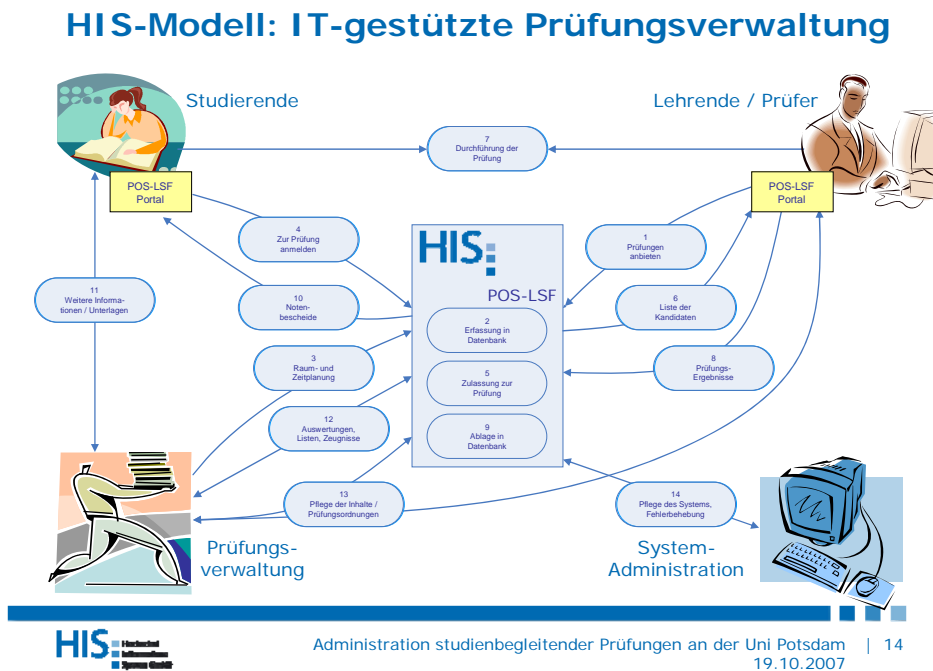 HIS-Modell: IT-gestützte Prüfungsverwaltung
Studierende
Lehrende / Prüfer
7
Durchführung der
Prüfung
POS-LSF
Portal
POS-LSF
Portal
4
Zur Prüfung
anmelden
1
Prüfungen
anbieten
HIS
POS-LSF
11
Weitere Informa-
tionen / Unterlagen
10
Noten-
bescheide
6
Liste der
Kandidaten
2
Erfassung in
Datenbank
3
Raum- und
Zeitplanung
5
Zulassung zur
Prüfung
8
Prüfungs-
Ergebnisse
12
Auswertungen,
Listen, Zeugnisse
9
Ablage in
Datenbank
13
Pflege der Inhalte /
Prüfungsordnungen
14
Pflege des Systems,
Fehlerbehebung
Prüfungs-
verwaltung
System-
Administration
HIS
Hochschul
Informations
System GmbH
Administration studienbegleitender Prüfungen an der Uni Potsdam | 14
19.10.2007